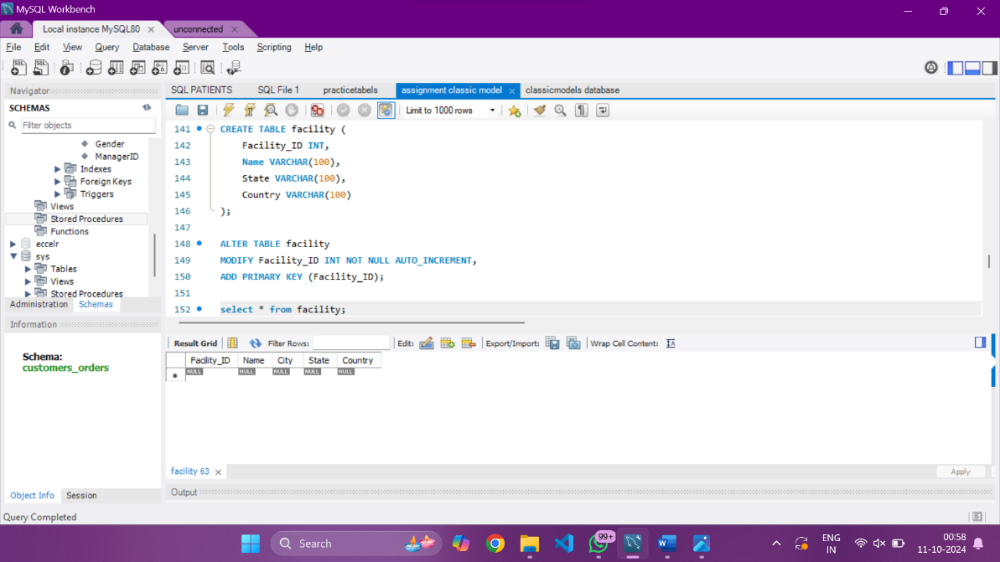 MySQL Workbench
Local instance MySQL80 unconnected
File Edit View Query Database Server Tools Scripting Help
Navigator
SCHEMAS
Filter objects
Gender
ManagerID
Indexes
Foreign Keys
Triggers
Views
Stored Procedures
Functions
eccelr
sys
Tables
Views
Stored Procedures
Administration Schemas
Information
Schema:
customers_orders
Object Info Session
SQL PATIENTS SQL File 1 practicetabels assignment classic model classicmodels database
Limit to 1000 rows
141 CREATE TABLE facility (
142 Facility_ID INT,
143 Name VARCHAR(100),
144 State VARCHAR(100),
145 Country VARCHAR(100)
146 );
147
148 ALTER TABLE facility
149 MODIFY Facility_ID INT NOT NULL AUTO_INCREMENT,
150 ADD PRIMARY KEY (Facility_ID);
151
152 select * from facility;
Result Grid Filter Rows: Edit: Export/Import: Wrap Cell Content:
Facility_ID Name City State Country
NULL NULL NULL NULL NULL
facility 63 Apply
Output
Query Completed
Search 99+ ENG IN 00:58 11-10-2024